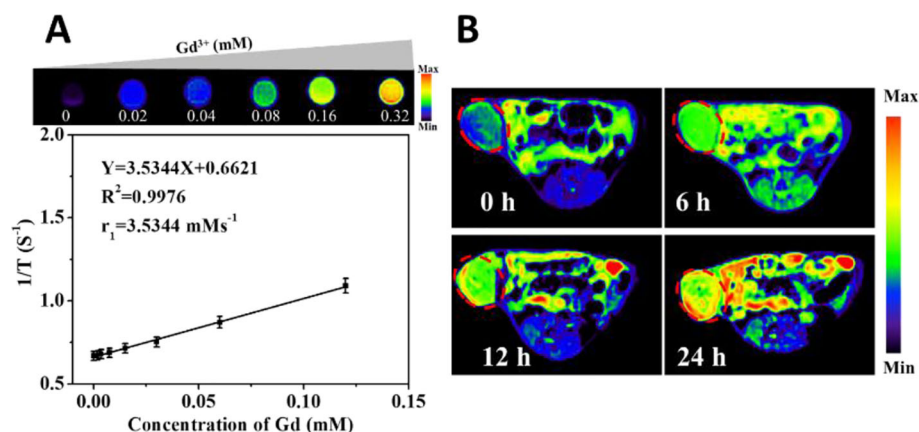 A
Gd³⁺ (mM)
Max
0 0.02 0.04 0.08 0.16 0.32
Min
2.0
Y=3.5344X+0.6621
R²=0.9976
r₁=3.5344 mMs⁻¹
1.5
1/T (S⁻¹)
1.0
0.5
0.00 0.05 0.10 0.15
Concentration of Gd (mM)
B
Max
0 h 6 h
12 h 24 h
Min